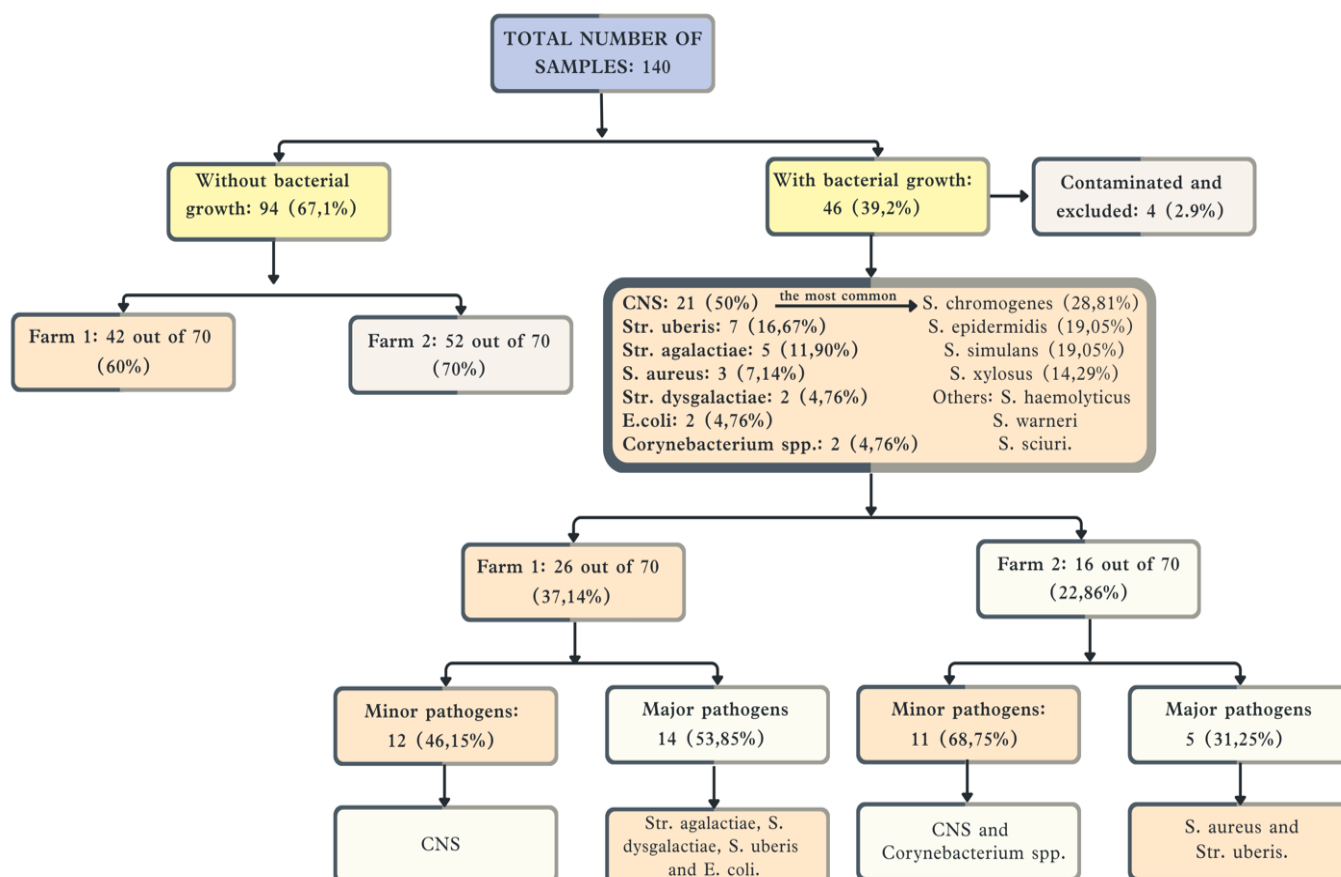 TOTAL NUMBER OF
SAMPLES: 140
Without bacterial
growth: 94 (67,1%)
With bacterial growth:
46 (39,2%)
Contaminated and
excluded: 4 (2.9%)
Farm 1: 42 out of 70
(60%)
Farm 2: 52 out of 70
(70%)
CNS: 21 (50%)
Str. uberis: 7 (16,67%)
Str. agalactiae: 5 (11,90%)
S. aureus: 3 (7,14%)
Str. dysgalactiae: 2 (4,76%)
E.coli: 2 (4,76%)
Corynebacterium spp.: 2 (4,76%)
the most common
S. chromogenes (28,81%)
S. epidermidis (19,05%)
S. simulans (19,05%)
S. xylosus (14,29%)
Others: S. haemolyticus
S. warneri
S. sciuri.
Farm 1: 26 out of 70
(37,14%)
Farm 2: 16 out of 70
(22,86%)
Minor pathogens:
12 (46,15%)
Major pathogens
14 (53,85%)
Minor pathogens:
11 (68,75%)
Major pathogens
5 (31,25%)
CNS
Str. agalactiae, S.
dysgalactiae, S. uberis
and E. coli.
CNS and
Corynebacterium spp.
S. aureus and
Str. uberis.